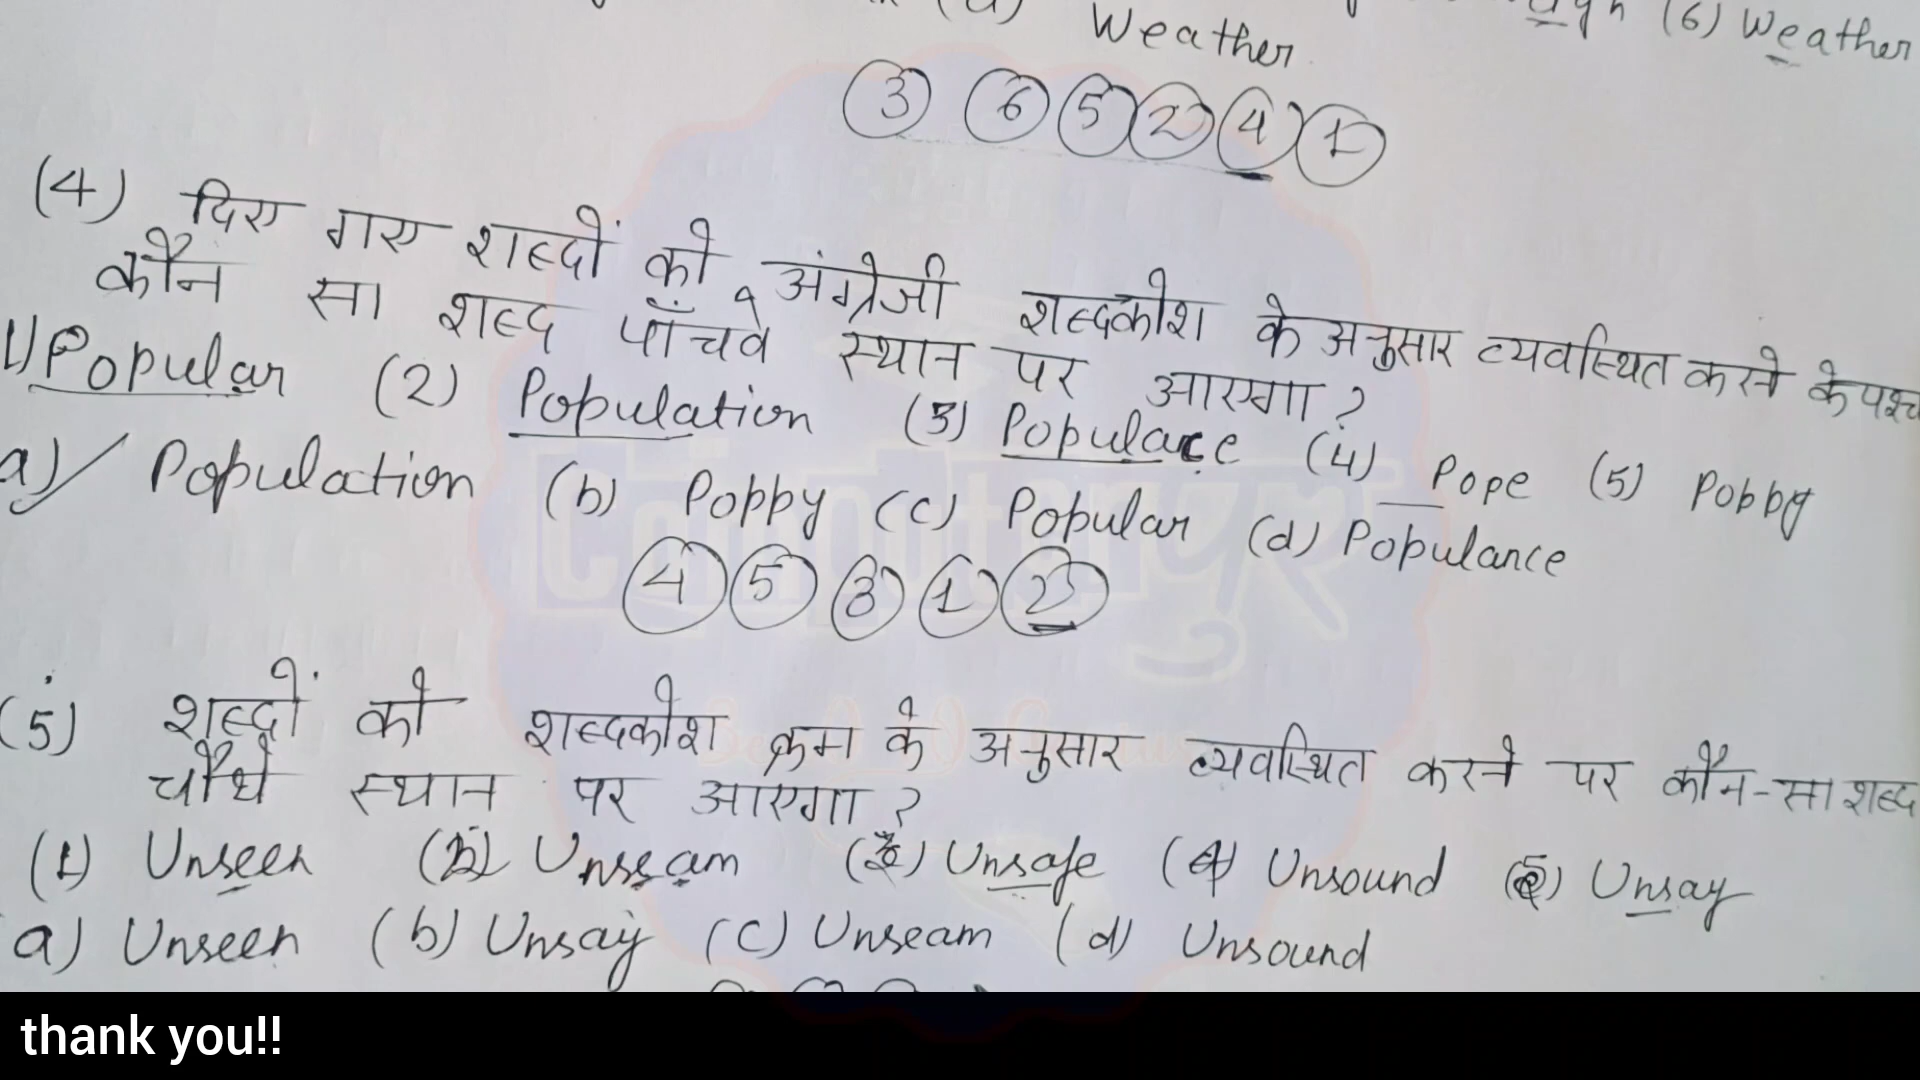 Weather (6) Weather
3 6 5 2 4 1
(4) दिए गए शब्दों को अंग्रेजी शब्दकोश के अनुसार व्यवस्थित करने के पश्च
कौन सा शब्द पाँचवे स्थान पर आएगा ?
1) Popular (2) Population (3) Populace (4) Pope (5) Poppy
a) Population (b) Poppy (c) Popular (d) Populance
4 5 3 1 2
(5) शब्दों को शब्दकोश क्रम के अनुसार व्यवस्थित करने पर कौन-सा शब्द
चौथे स्थान पर आएगा ?
(1) Unseen (2) Unseam (3) Unsafe (4) Unsound (5) Unsay
a) Unseen (b) Unsay (c) Unseam (d) Unsound
thank you!!